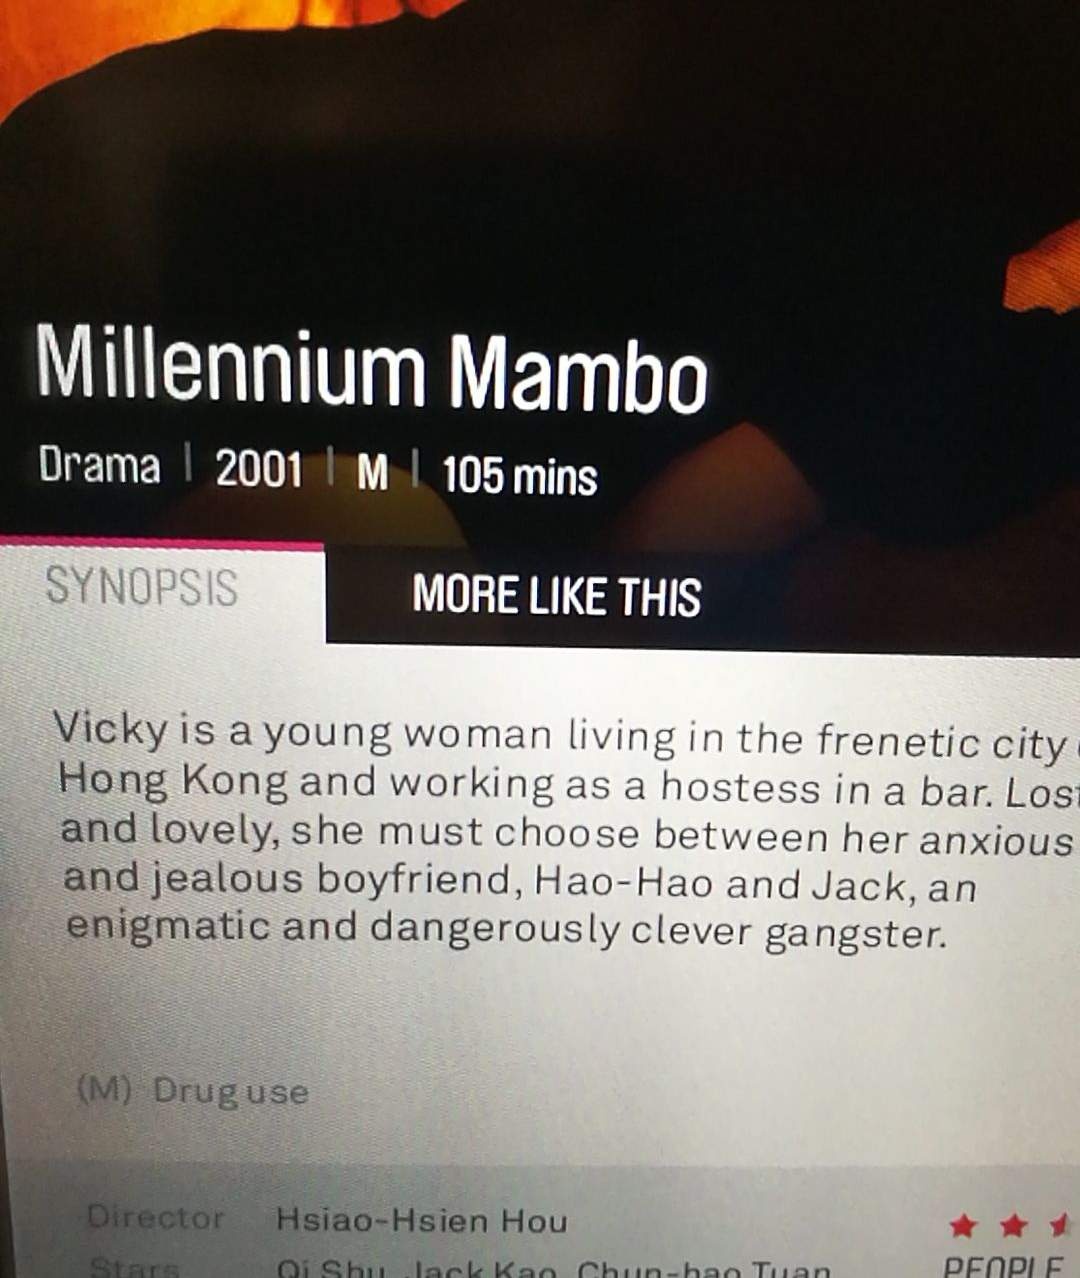 Millennium Mambo
Drama | 2001 | M | 105 mins
SYNOPSIS
MORE LIKE THIS
Vicky is a young woman living in the frenetic city
Hong Kong and working as a hostess in a bar. Lost
and lovely, she must choose between her anxious
and jealous boyfriend, Hao-Hao and Jack, an
enigmatic and dangerously clever gangster.
(M) Drug use
Director Hsiao-Hsien Hou
Stars Qi Shu, Jack Kao, Chun-hao Tuan
PEOPLE